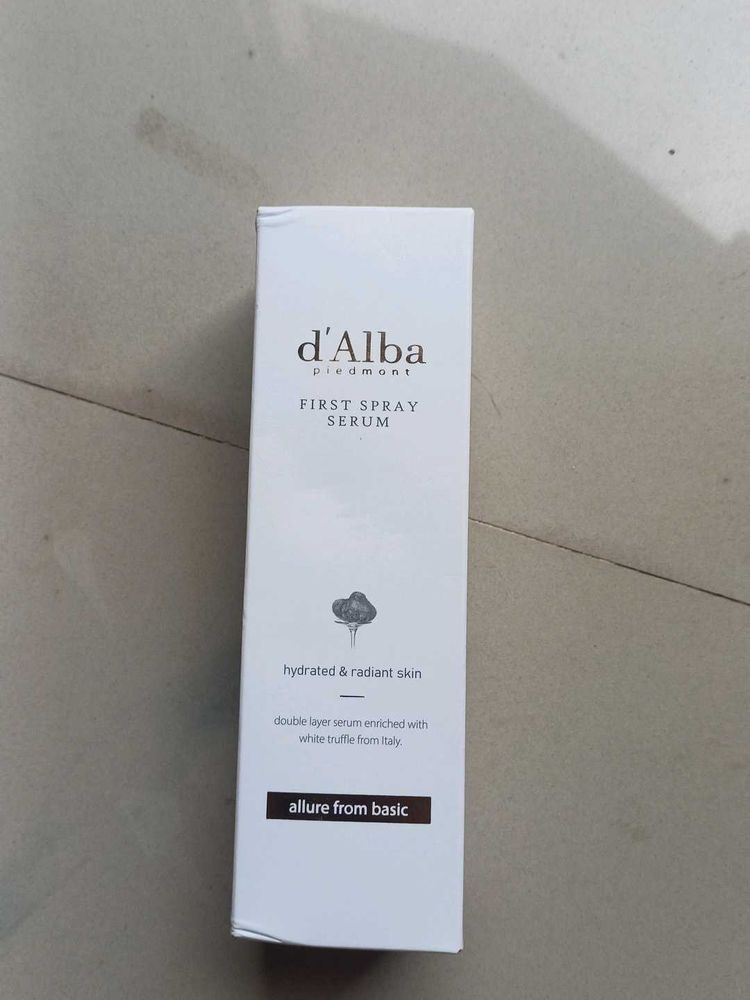 d'Alba
piedmont
FIRST SPRAY
SERUM
hydrated & radiant skin
double layer serum enriched with
white truffle from Italy.
allure from basic